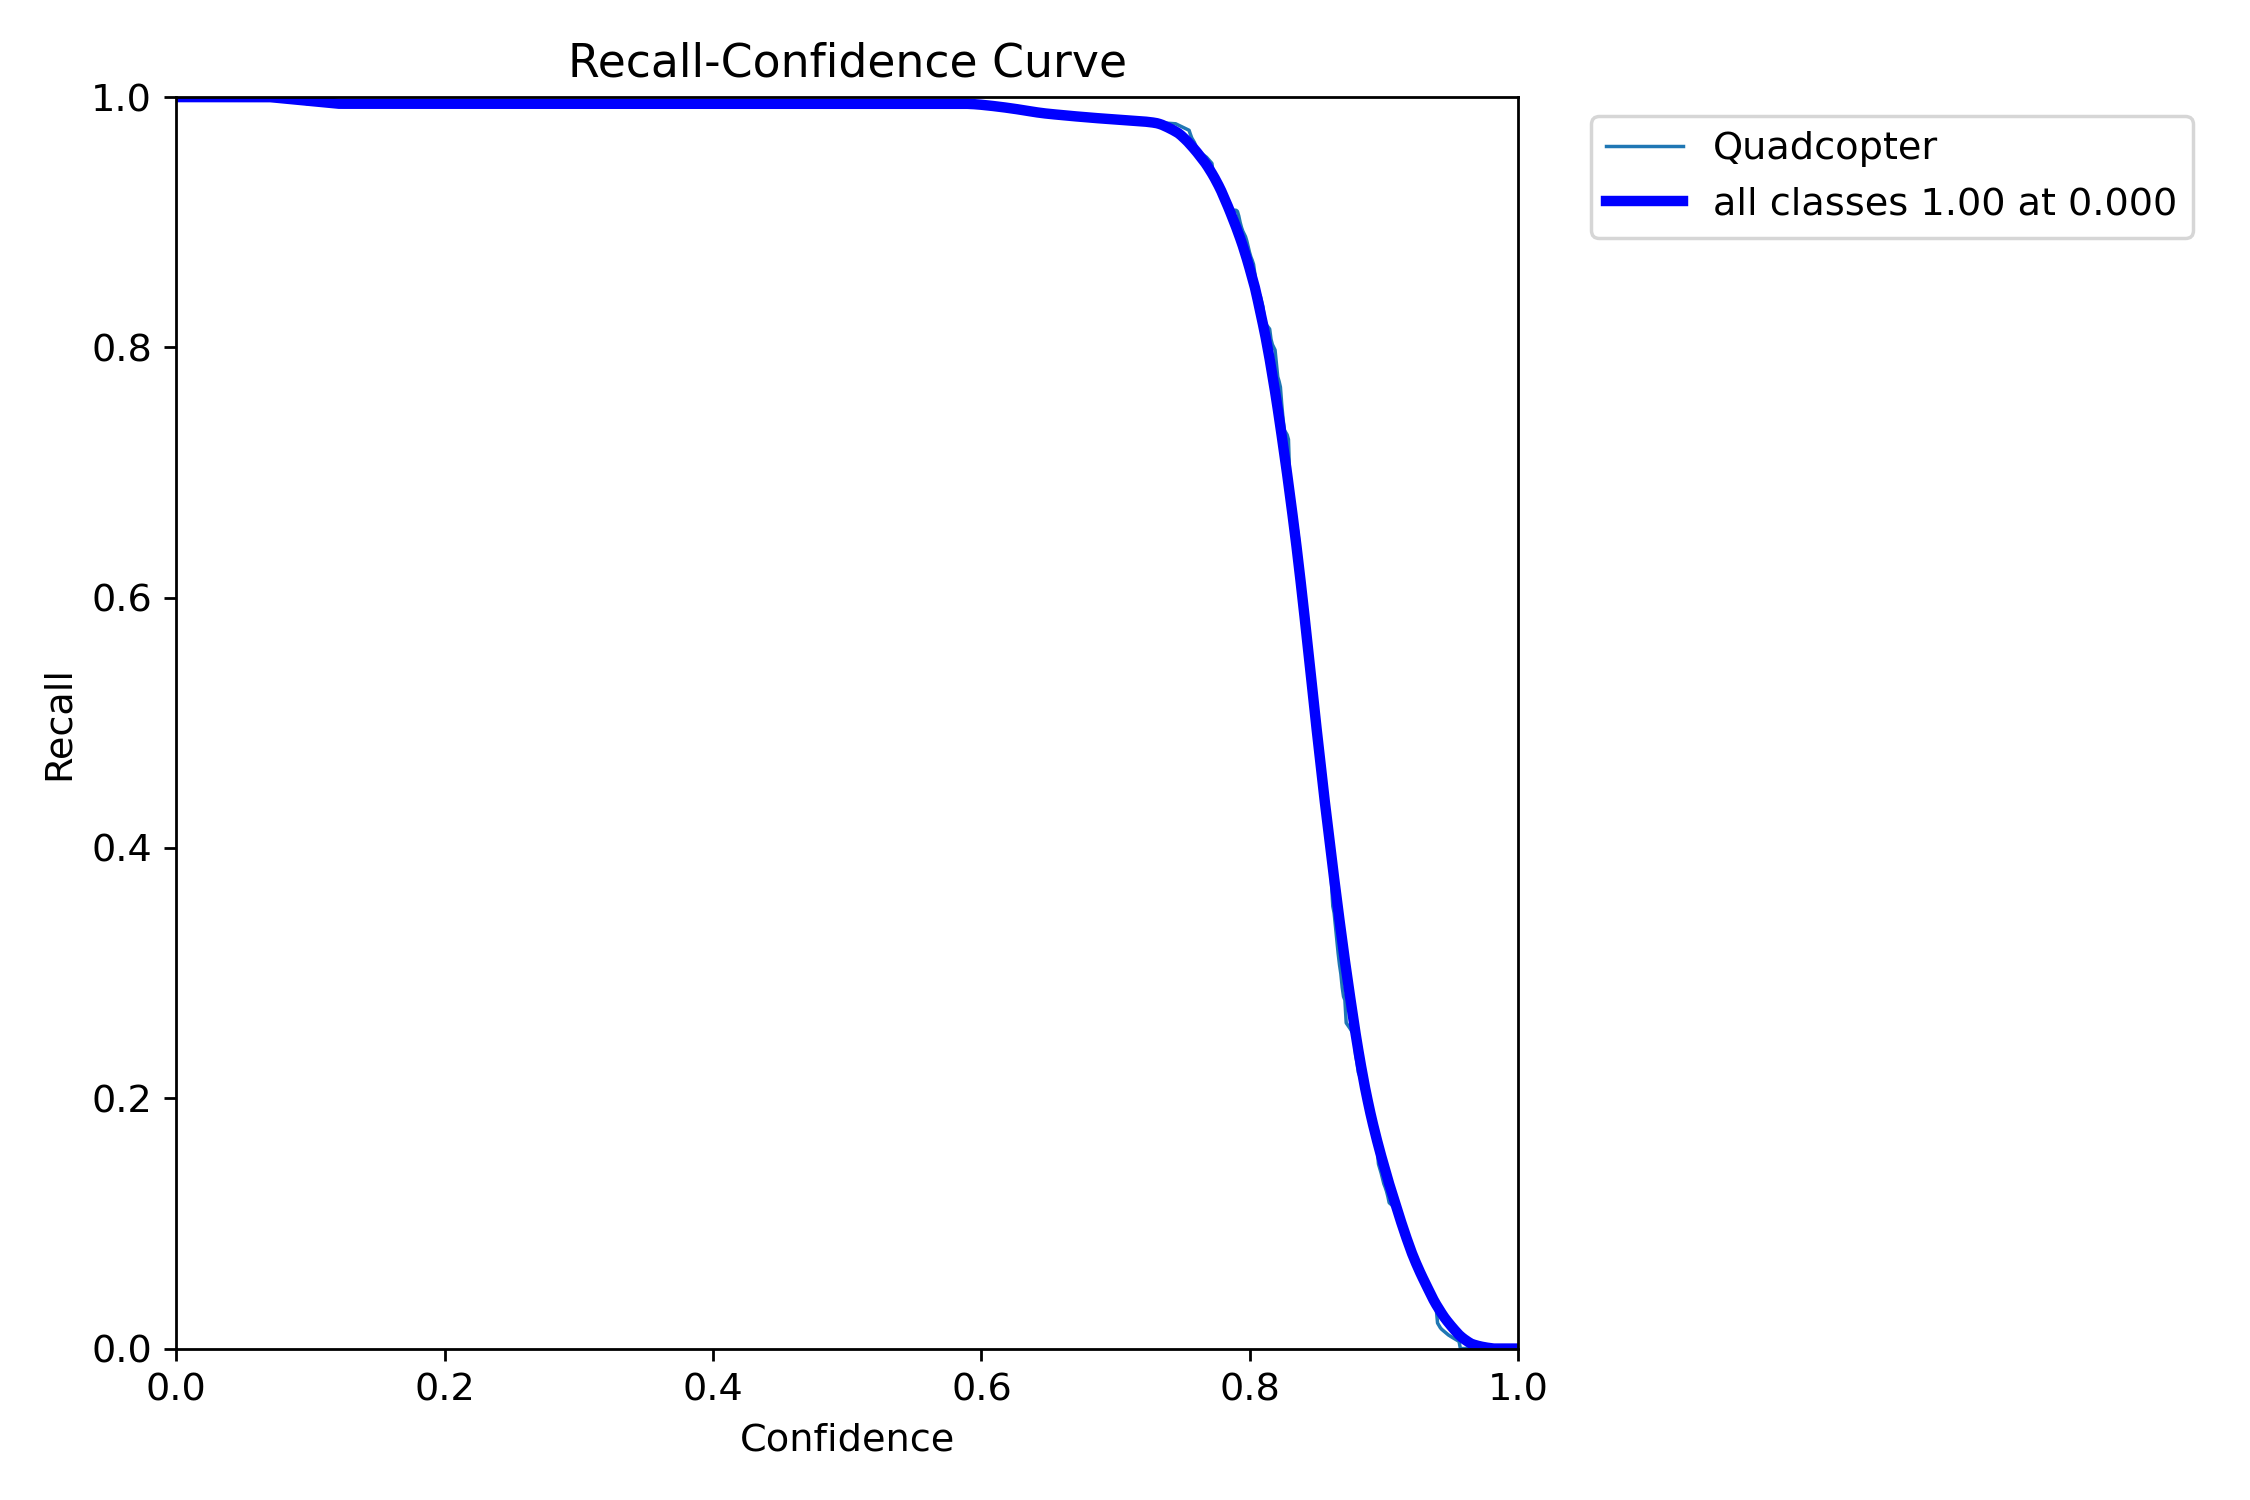 Recall-Confidence Curve
1.0
0.8
0.6
0.4
0.2
0.0
Recall
0.0 0.2 0.4 0.6 0.8 1.0
Confidence
Quadcopter
all classes 1.00 at 0.000